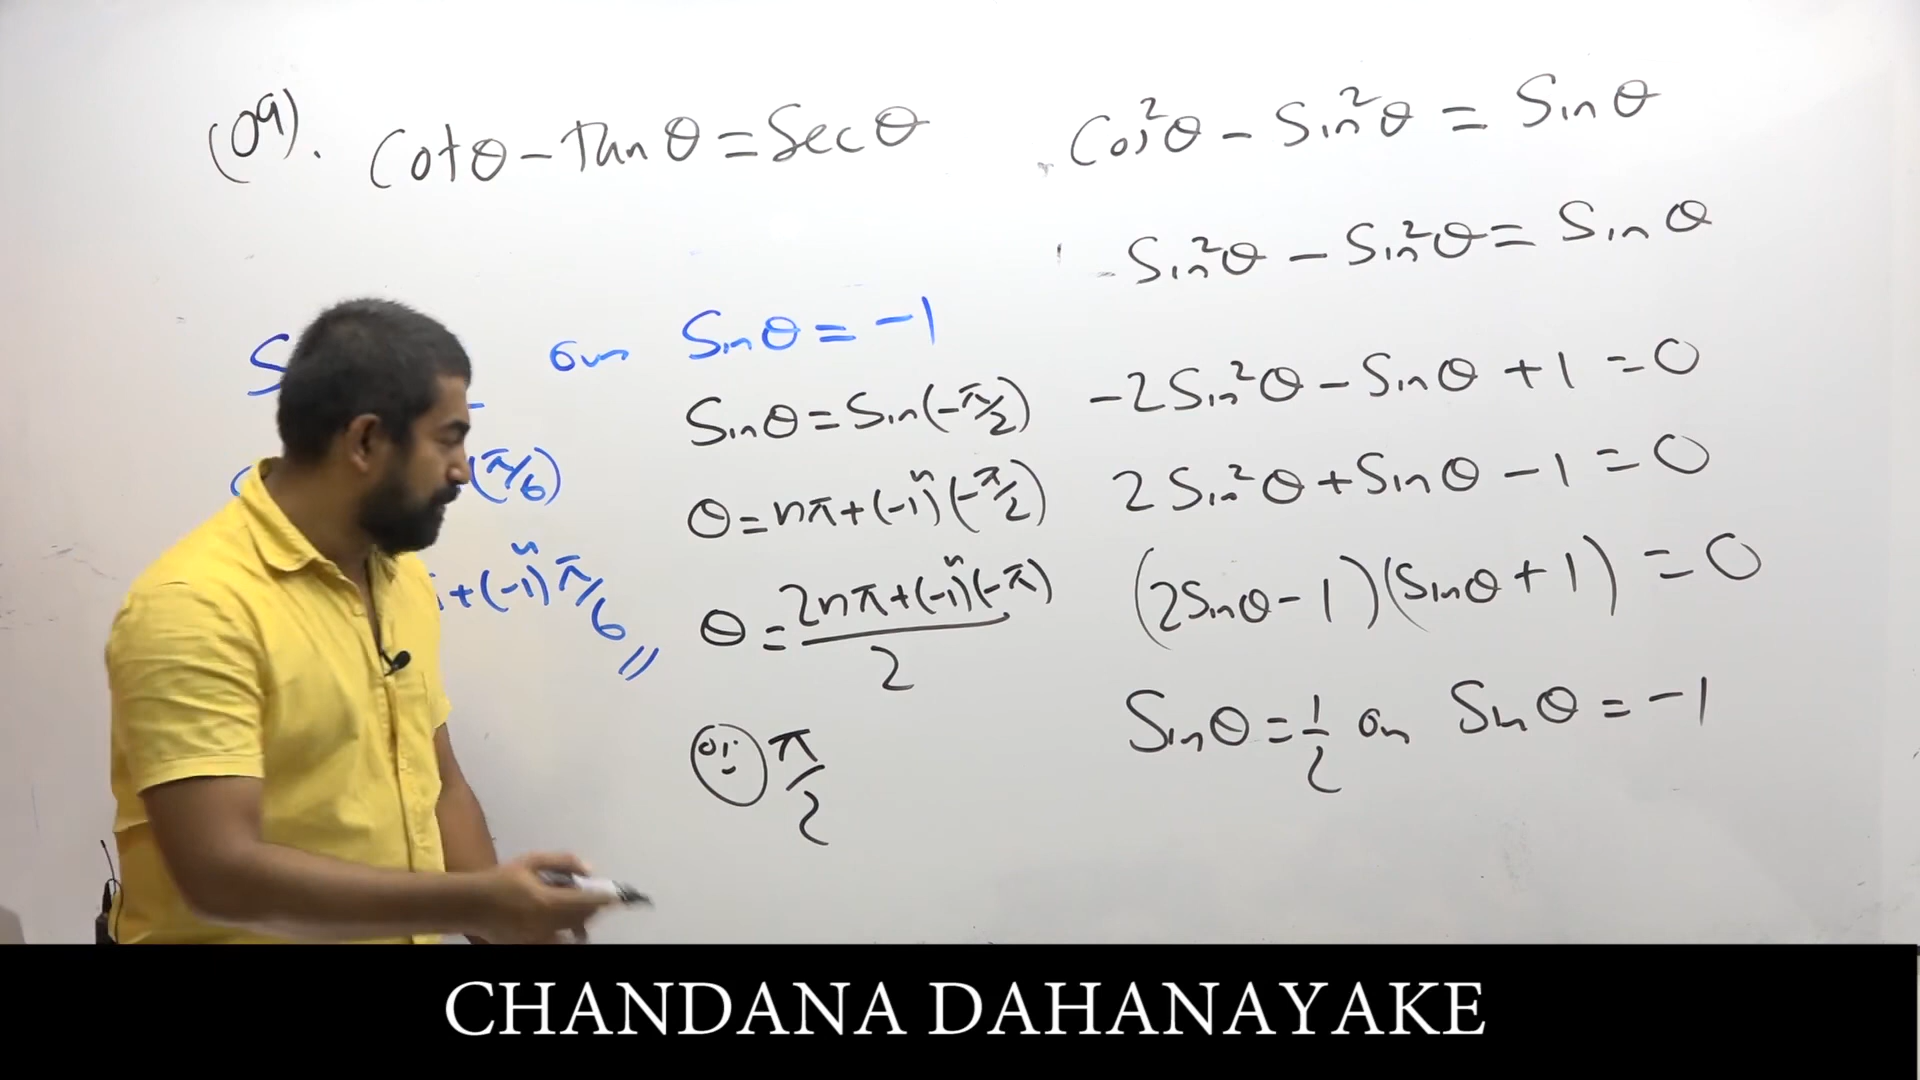 (09). Cotθ - tanθ = Secθ
Sinθ = -1
Sinθ = Sin(-π/2)
(π/6)
θ = nπ + (-1)ⁿ(-π/2)
+(-1)ⁿ π/6 //
θ = 2nπ + (-1)ⁿ(-π)
2
π/2
Cos²θ - Sin²θ = Sinθ
1 - Sin²θ - Sin²θ = Sinθ
-2Sin²θ - Sinθ + 1 = 0
2Sin²θ + Sinθ - 1 = 0
(2Sinθ - 1)(Sinθ + 1) = 0
Sinθ = 1/2 Sinθ = -1
CHANDANA DAHANAYAKE